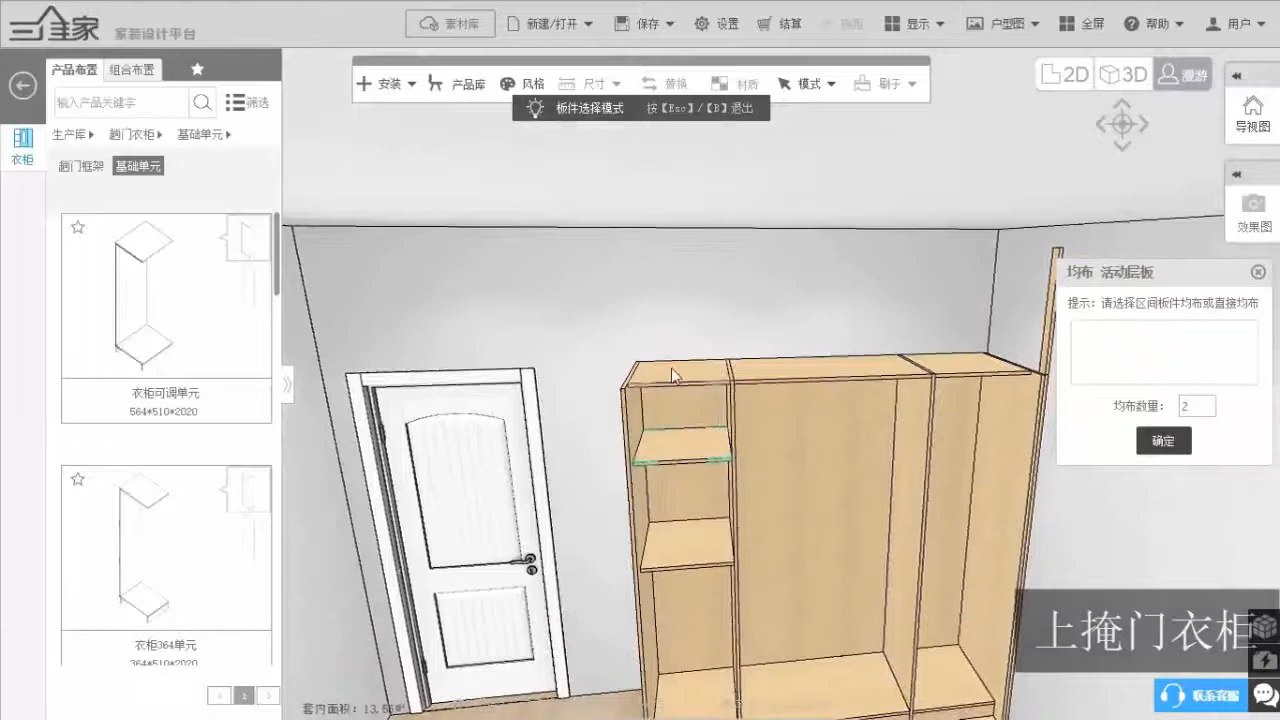 三维家 家装设计平台
素材库 新建/打开 保存 设置 结算 显示 户型图 全屏 帮助 用户
产品布置 组合布置
安装 产品库 风格 尺寸 替换 材质 模式 刷子
2D 3D 漫游
输入产品关键字 筛选
板件选择模式 按【Esc】/【B】退出
导视图
生产库 趟门衣柜 基础单元
衣柜
趟门框架 基础单元
效果图
均布 活动层板
提示：请选择区间板件均布或直接均布
衣柜可调单元
564*510*2020
均布数量： 2
确定
上掩门衣柜
衣柜364单元
364*510*2020
1
联系客服
套内面积：13.56